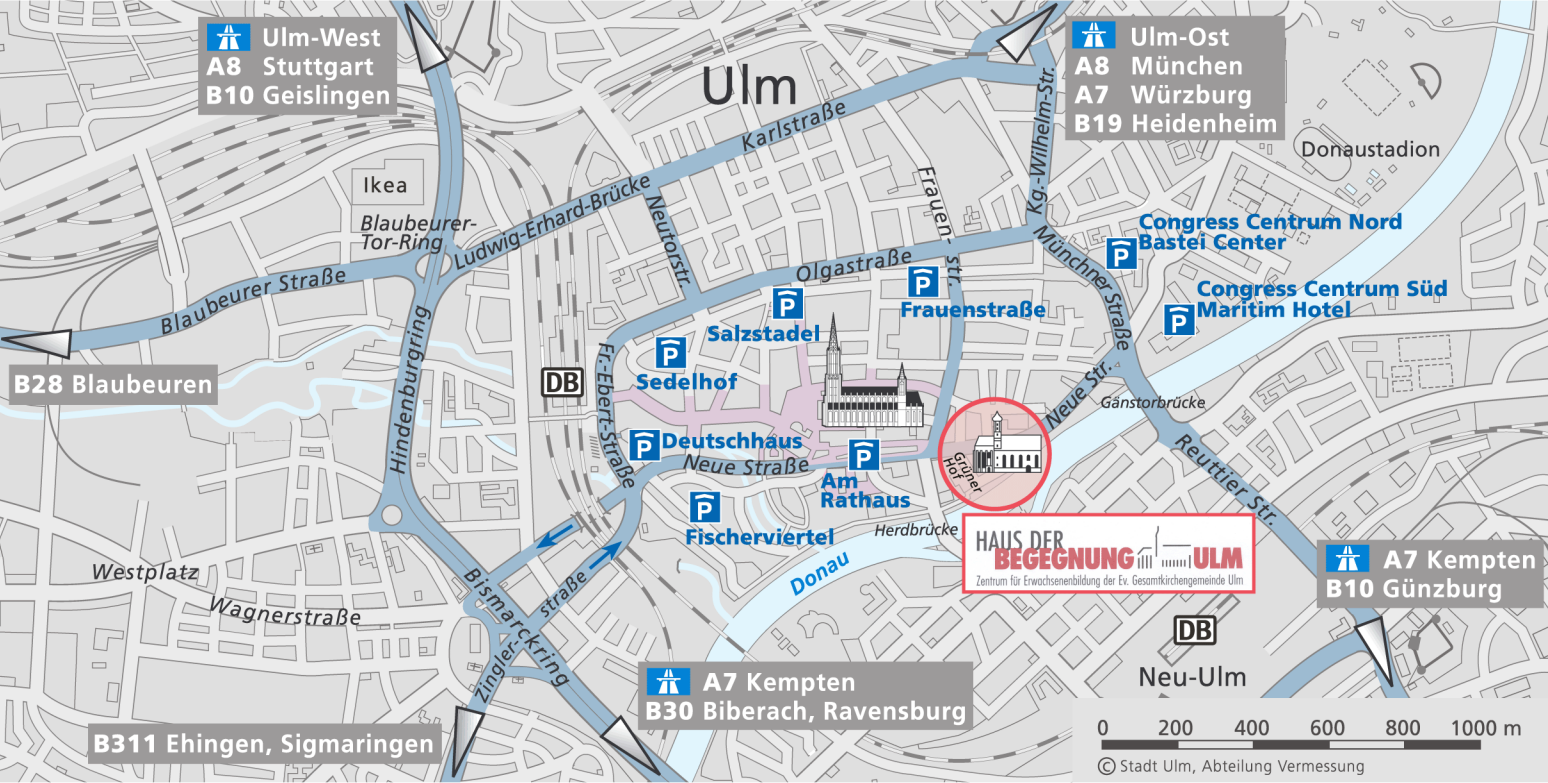 Ulm-West
A8 Stuttgart
B10 Geislingen
Ulm
Ulm-Ost
A8 München
A7 Würzburg
B19 Heidenheim
Karlstraße
Kg.-Wilhelm-Str.
Donaustadion
Ikea
Blaubeurer-
Tor-Ring
Ludwig-Erhard-Brücke
Neutorstr.
Frauen-
str.
Congress Centrum Nord
Bastei Center
P
Blaubeurer Straße
Olgastraße
Münchner Straße
P
Frauenstraße
Congress Centrum Süd
Maritim Hotel
P
P
Salzstadel
P
Sedelhof
B28 Blaubeuren
Hindenburgring
DB
Fr.-Ebert-Straße
Neue Str.
Gänstorbrücke
P
Deutschhaus
Neue Straße
P
Am
Rathaus
Grüner
Hof
Reuttier Str.
P
Fischerviertel
Herdbrücke
HAUS DER
BEGEGNUNG ULM
Zentrum für Erwachsenenbildung der Ev. Gesamtkirchengemeinde Ulm
Donau
Westplatz
Wagnerstraße
Bismarckring
Zingler-
straße
A7 Kempten
B10 Günzburg
DB
Neu-Ulm
A7 Kempten
B30 Biberach, Ravensburg
B311 Ehingen, Sigmaringen
0 200 400 600 800 1000 m
© Stadt Ulm, Abteilung Vermessung